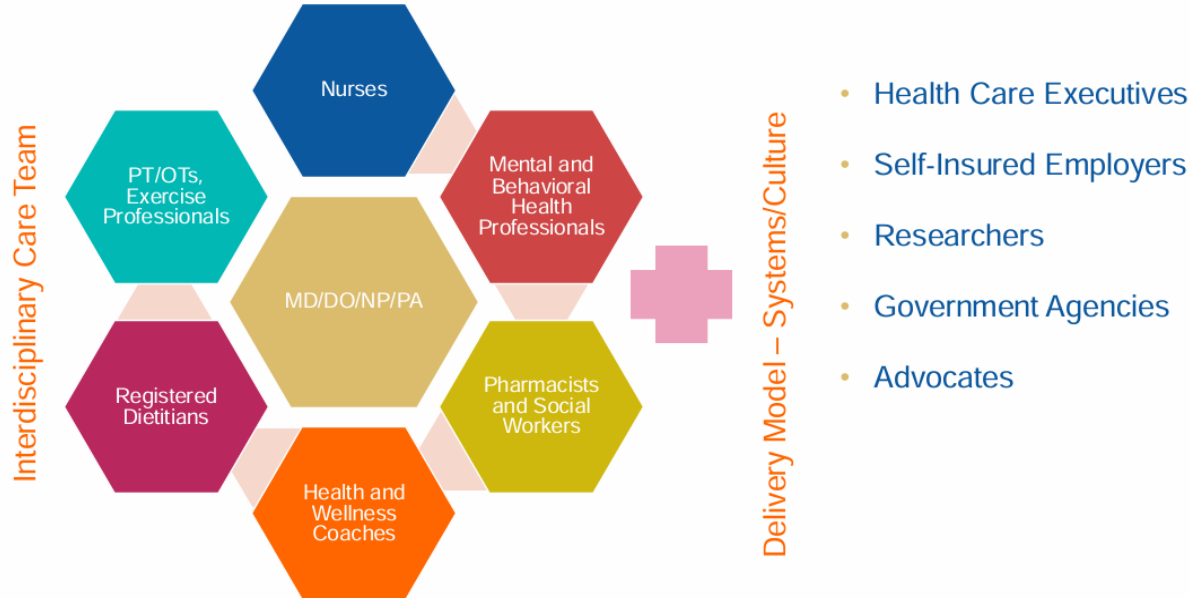 Interdisciplinary Care Team
Nurses
PT/OTs,
Exercise
Professionals
Mental and
Behavioral
Health
Professionals
MD/DO/NP/PA
Registered
Dietitians
Pharmacists
and Social
Workers
Health and
Wellness
Coaches
Delivery Model – Systems/Culture
• Health Care Executives
• Self-Insured Employers
• Researchers
• Government Agencies
• Advocates